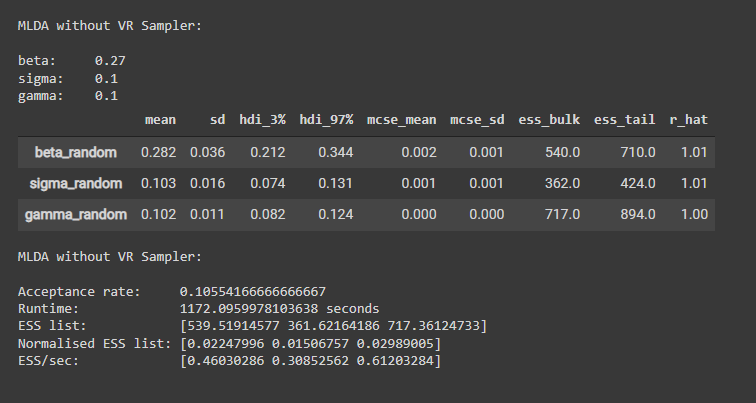 MLDA without VR Sampler:
beta: 0.27
sigma: 0.1
gamma: 0.1
mean sd hdi_3% hdi_97% mcse_mean mcse_sd ess_bulk ess_tail r_hat
beta_random 0.282 0.036 0.212 0.344 0.002 0.001 540.0 710.0 1.01
sigma_random 0.103 0.016 0.074 0.131 0.001 0.001 362.0 424.0 1.01
gamma_random 0.102 0.011 0.082 0.124 0.000 0.000 717.0 894.0 1.00
MLDA without VR Sampler:
Acceptance rate: 0.10554166666666667
Runtime: 1172.0959978103638 seconds
ESS list: [539.51914577 361.62164186 717.36124733]
Normalised ESS list: [0.02247996 0.01506757 0.02989005]
ESS/sec: [0.46030286 0.30852562 0.61203284]